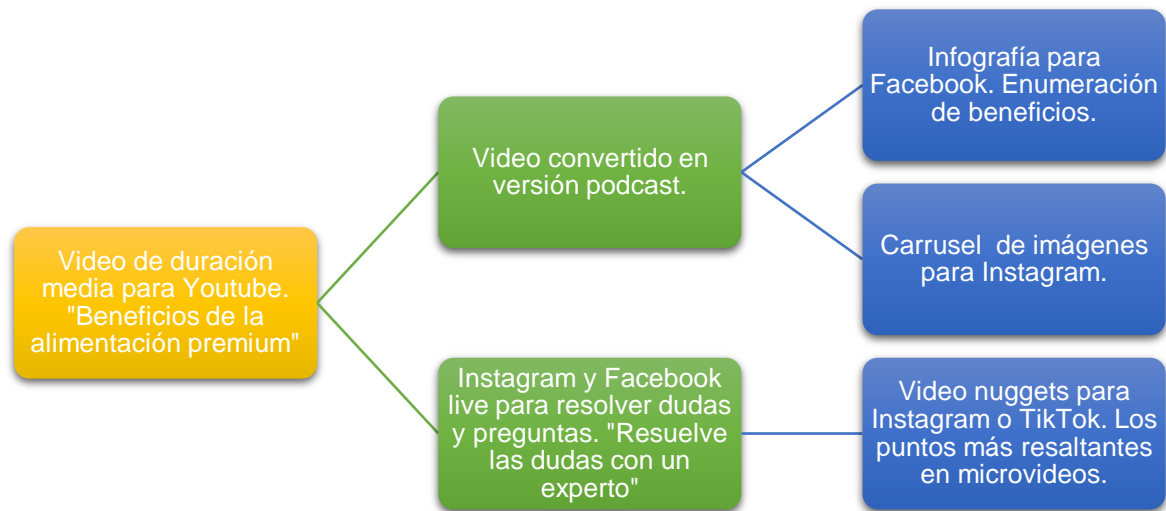 Video de duración
media para Youtube.
"Beneficios de la
alimentación premium"
Video convertido en
versión podcast.
Instagram y Facebook
live para resolver dudas
y preguntas. "Resuelve
las dudas con un
experto"
Infografía para
Facebook. Enumeración
de beneficios.
Carrusel  de imágenes
para Instagram.
Video nuggets para
Instagram o TikTok. Los
puntos más resaltantes
en microvideos.